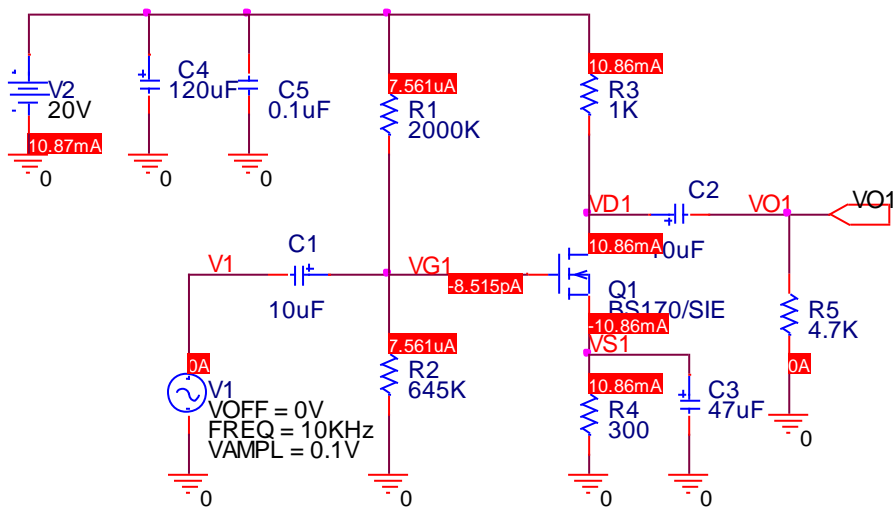 V2
20V
10.87mA
0
C4
120uF
0
C5
0.1uF
0
7.561uA
R1
2000K
10.86mA
R3
1K
VD1
C2
10uF
VO1
VO1
V1
C1
10uF
VG1
-8.515pA
10.86mA
Q1
BS170/SIE
-10.86mA
VS1
R5
4.7K
0A
0
0A
V1
VOFF = 0V
FREQ = 10KHz
VAMPL = 0.1V
0
7.561uA
R2
645K
0
10.86mA
R4
300
0
C3
47uF
0